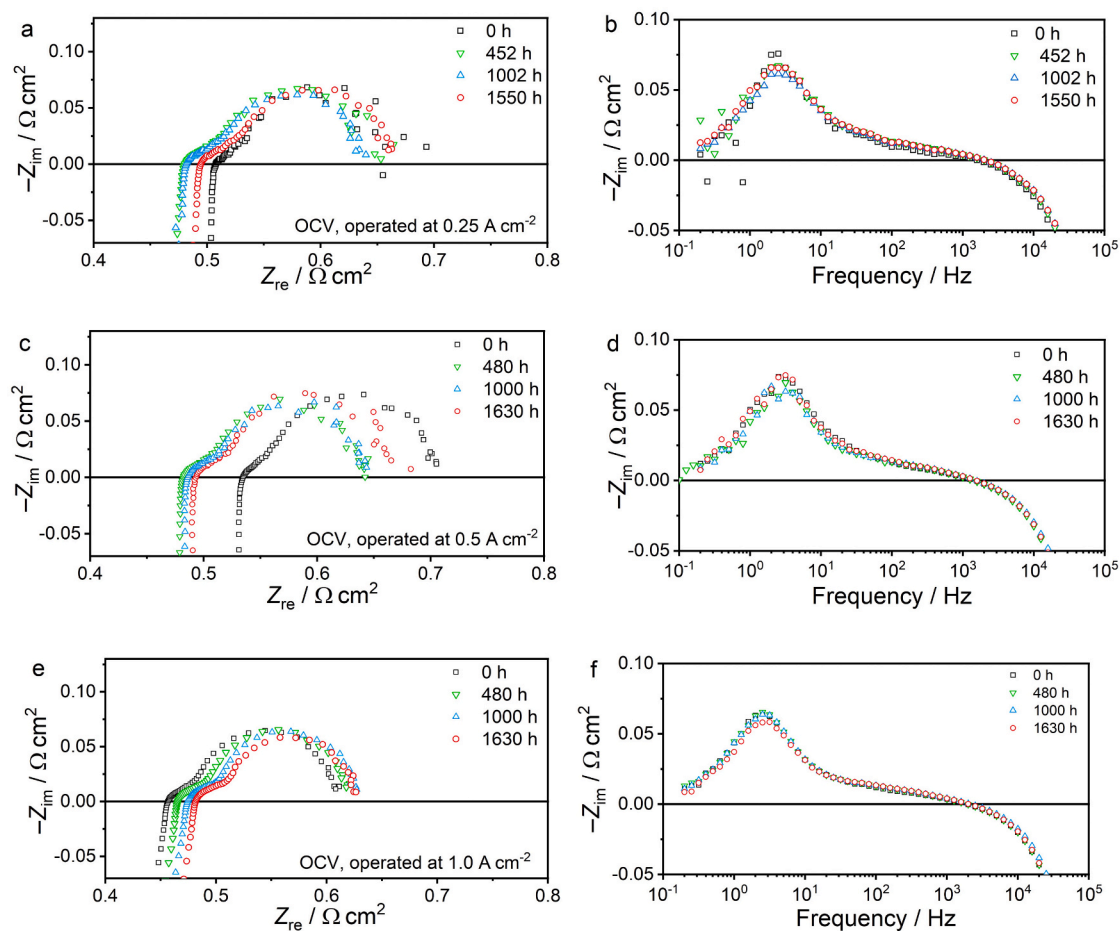 a
0 h
452 h
1002 h
1550 h
0.10
0.05
0.00
-0.05
–Zim / Ω cm²
OCV, operated at 0.25 A cm-2
0.4 0.5 0.6 0.7 0.8
Zre / Ω cm²
b
0 h
452 h
1002 h
1550 h
0.10
0.05
0.00
-0.05
–Zim / Ω cm²
10-1 100 101 102 103 104 105
Frequency / Hz
c
0 h
480 h
1000 h
1630 h
0.10
0.05
0.00
-0.05
–Zim / Ω cm²
OCV, operated at 0.5 A cm-2
0.4 0.5 0.6 0.7 0.8
Zre / Ω cm²
d
0 h
480 h
1000 h
1630 h
0.10
0.05
0.00
-0.05
–Zim / Ω cm²
10-1 100 101 102 103 104 105
Frequency / Hz
e
0 h
480 h
1000 h
1630 h
0.10
0.05
0.00
-0.05
–Zim / Ω cm²
OCV, operated at 1.0 A cm-2
0.4 0.5 0.6 0.7 0.8
Zre / Ω cm²
f
0 h
480 h
1000 h
1630 h
0.10
0.05
0.00
-0.05
–Zim / Ω cm²
10-1 100 101 102 103 104 105
Frequency / Hz